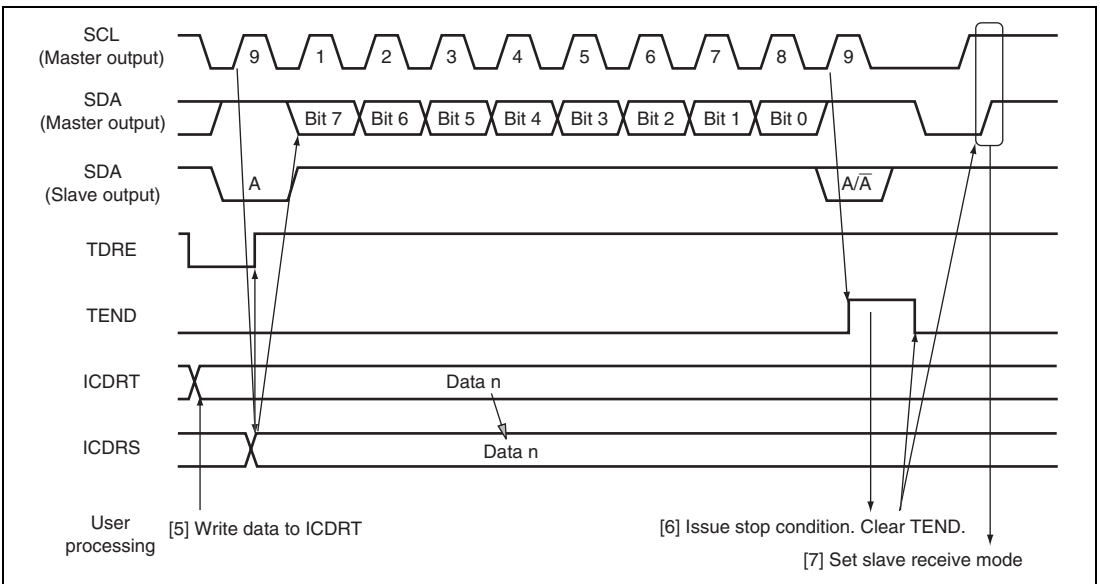 SCL
(Master output)
9 1 2 3 4 5 6 7 8 9
SDA
(Master output)
Bit 7 Bit 6 Bit 5 Bit 4 Bit 3 Bit 2 Bit 1 Bit 0
SDA
(Slave output)
A A/A̅
TDRE
TEND
ICDRT
Data n
ICDRS
Data n
User
processing
[5] Write data to ICDRT
[6] Issue stop condition. Clear TEND.
[7] Set slave receive mode